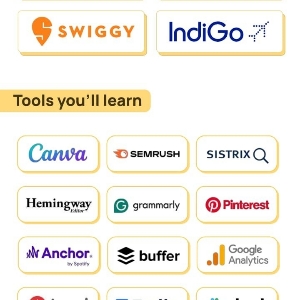 SWIGGY
IndiGo
Tools you'll learn
Canva
SEMRUSH
SISTRIX
Hemingway
Editor
grammarly
Pinterest
Anchor
by Spotify
buffer
Google
Analytics